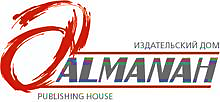 ИЗДАТЕЛЬСКИЙ ДОМ
ALMANAH
PUBLISHING HOUSE